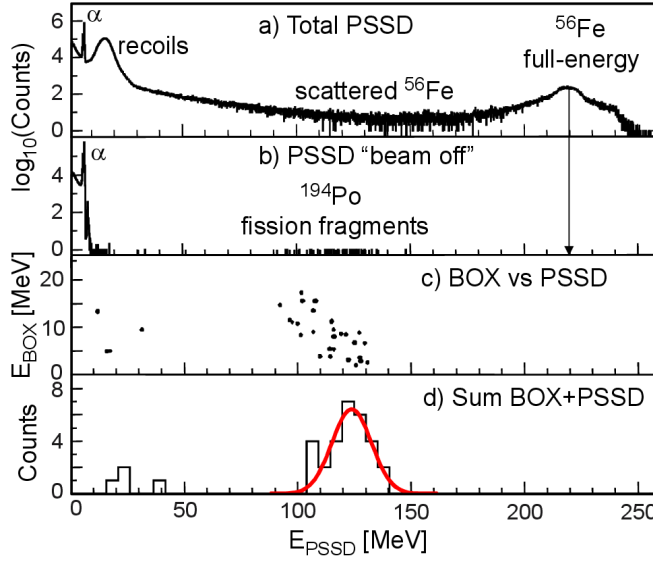 6
4
2
0
α
recoils
a) Total PSSD
scattered ⁵⁶Fe
⁵⁶Fe
full-energy
log₁₀(Counts)
4
2
0
α
b) PSSD “beam off”
¹⁹⁴Po
fission fragments
E_BOX [MeV]
20
10
0
c) BOX vs PSSD
Counts
8
4
0
d) Sum BOX+PSSD
0 50 100 150 200 250
E_PSSD [MeV]